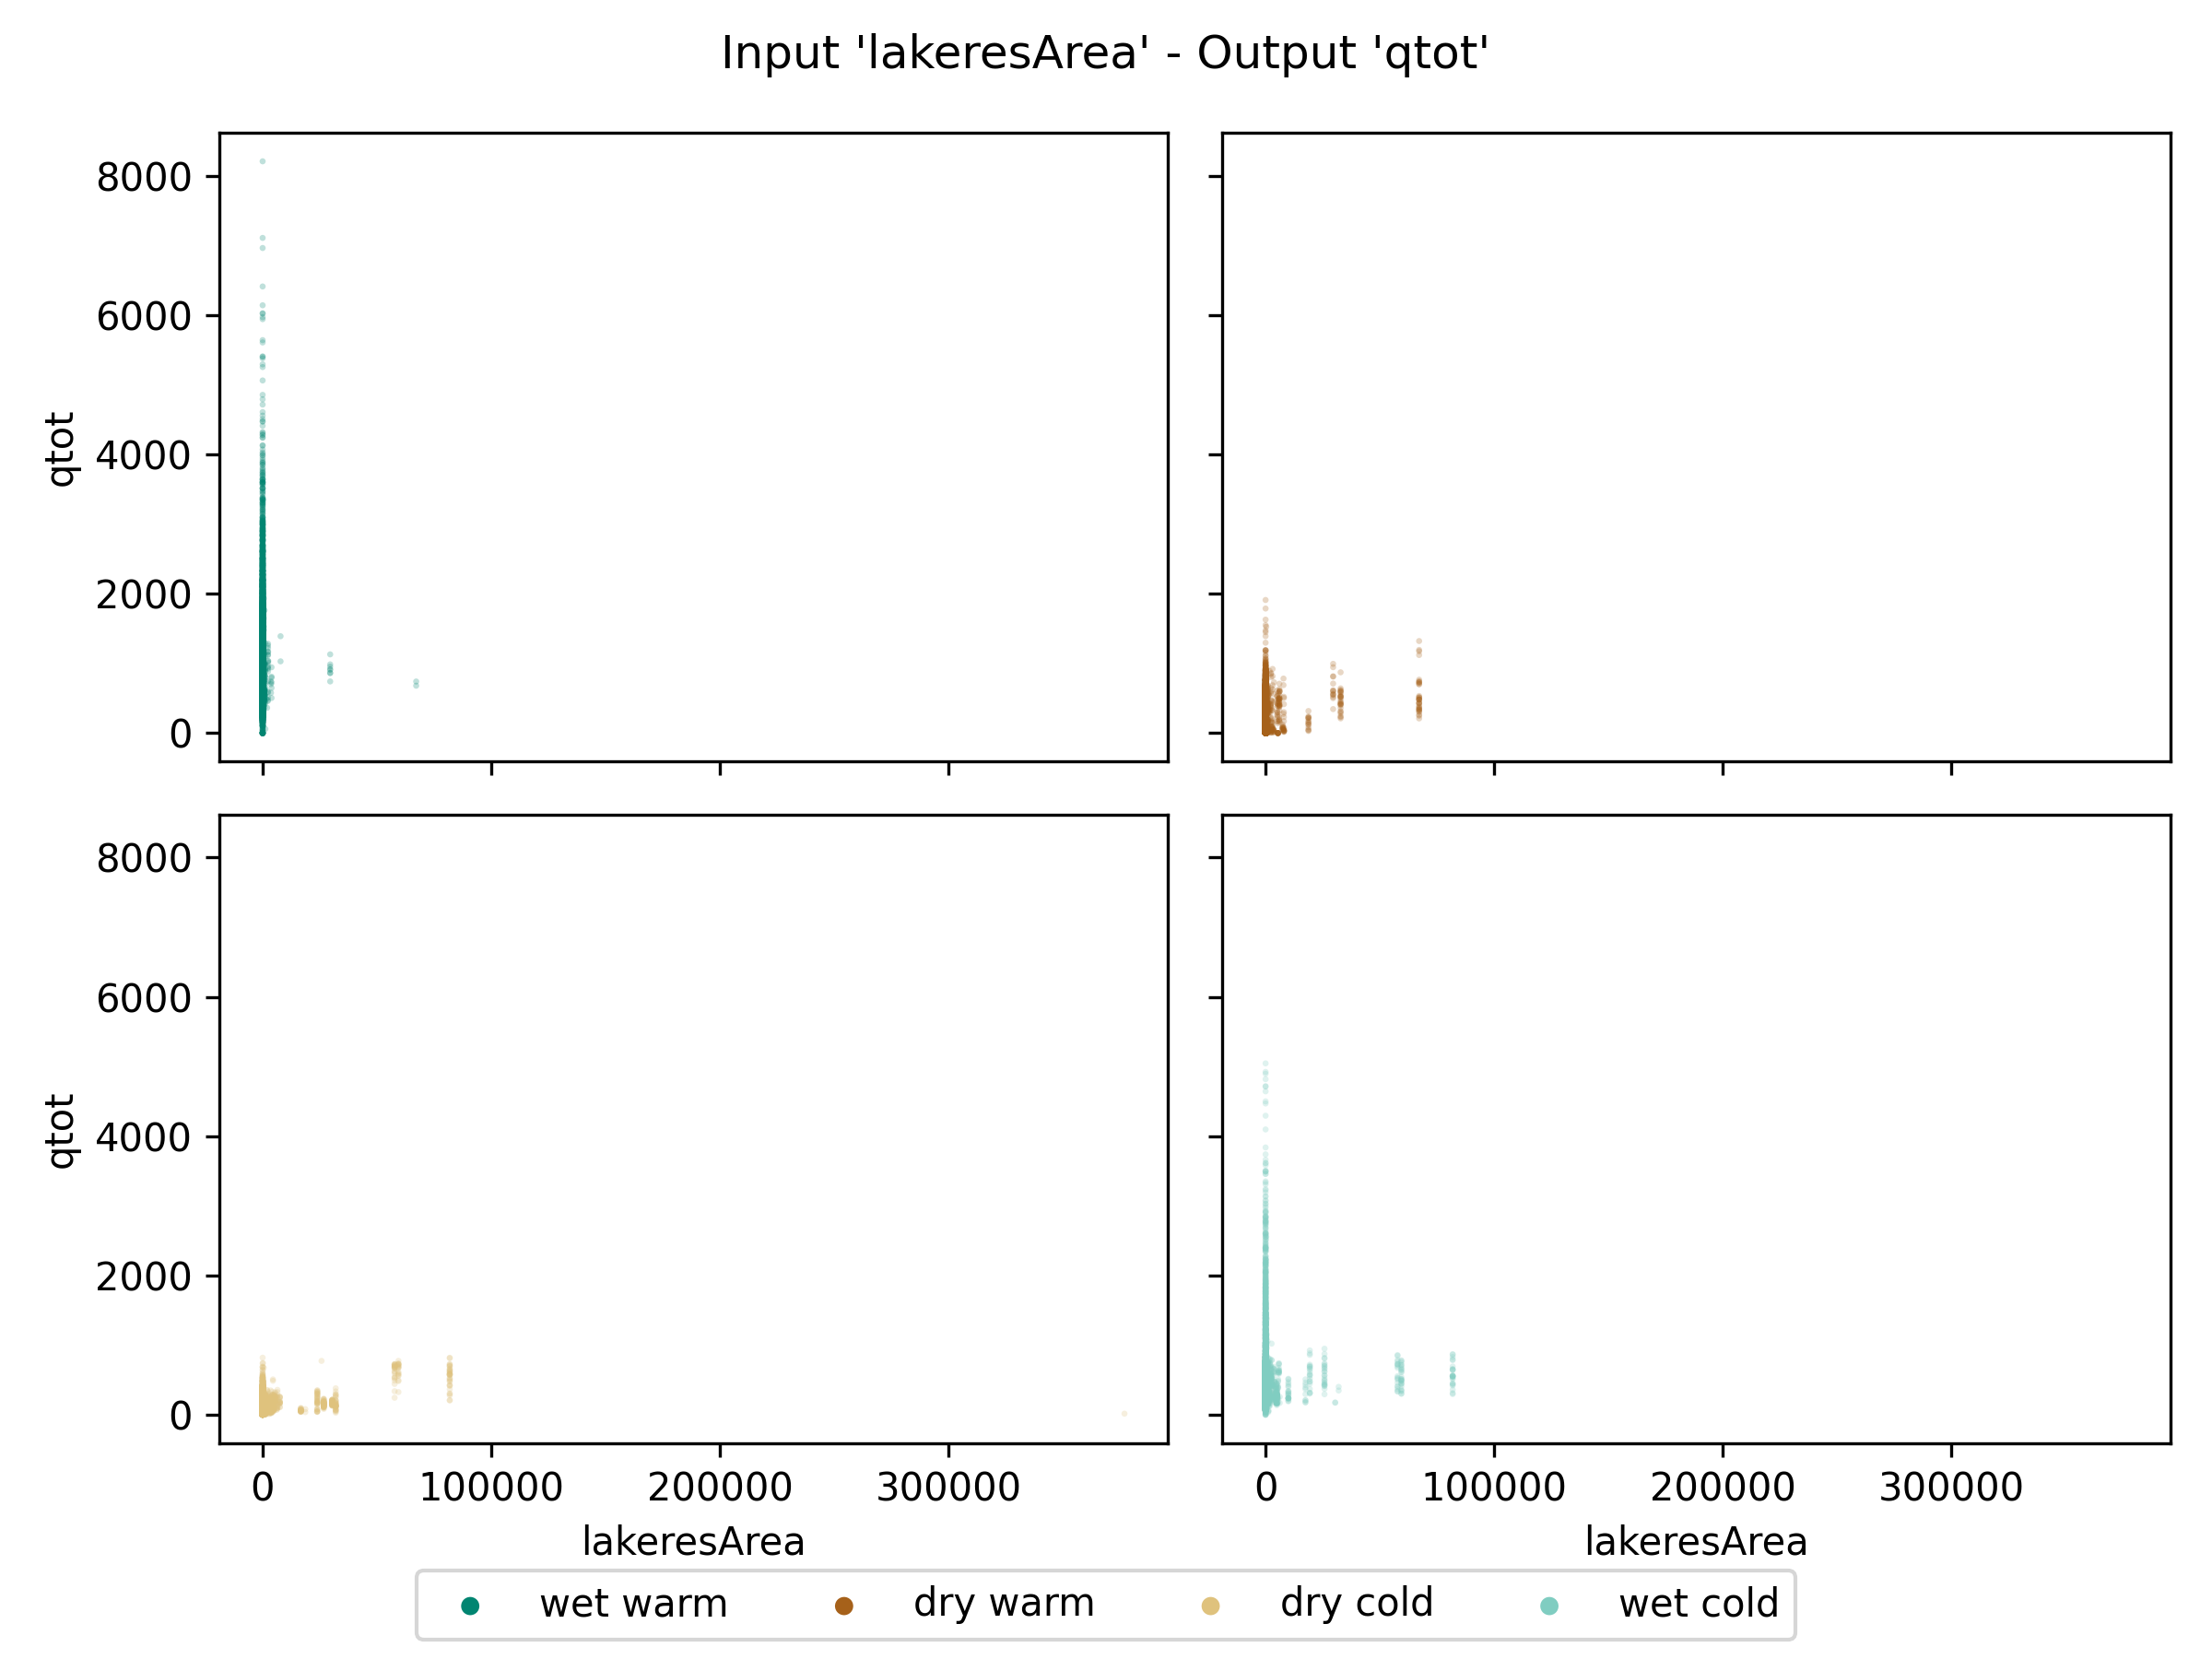 Input 'lakeresArea' - Output 'qtot'
8000
6000
4000
2000
0
qtot
8000
6000
4000
2000
0
qtot
0 100000 200000 300000
lakeresArea
0 100000 200000 300000
lakeresArea
wet warm dry warm dry cold wet cold